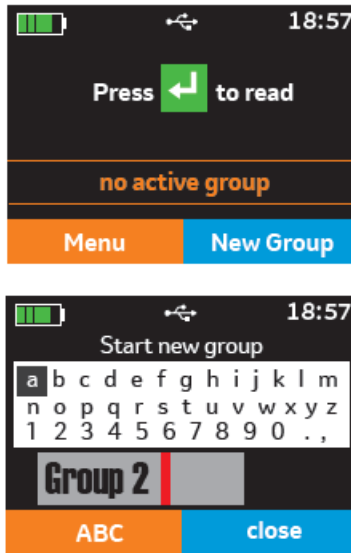 18:57
Press to read
no active group
Menu New Group
18:57
Start new group
a b c d e f g h i j k l m
n o p q r s t u v w x y z
1 2 3 4 5 6 7 8 9 0 . ,
Group 2
ABC close